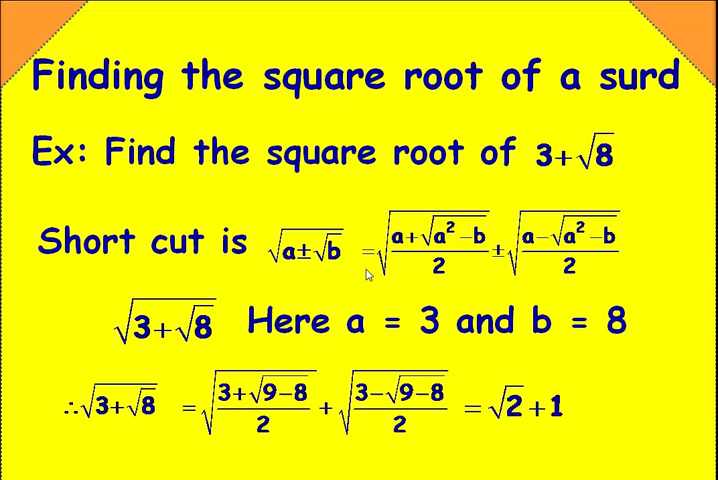 Finding the square root of a surd
Ex: Find the square root of 3+√8
Short cut is √(a±√b) = √((a+√(a²−b))/2) ± √((a−√(a²−b))/2)
√(3+√8) Here a = 3 and b = 8
∴√(3+√8) = √((3+√(9−8))/2) + √((3−√(9−8))/2) = √2+1